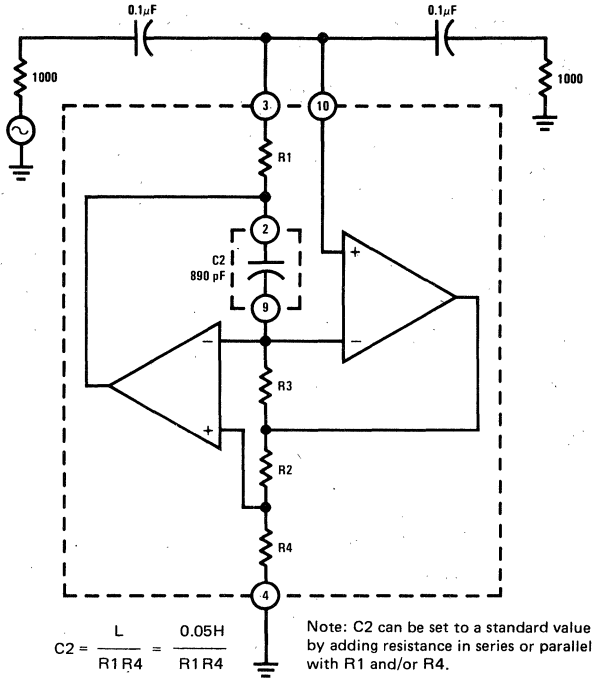 0.1µF
0.1µF
1000
1000
3
10
R1
2
C2
890 pF
+
9
−
−
R3
+
R2
R4
4
C2 = L / R1 R4 = 0.05H / R1 R4
Note: C2 can be set to a standard value
by adding resistance in series or parallel
with R1 and/or R4.